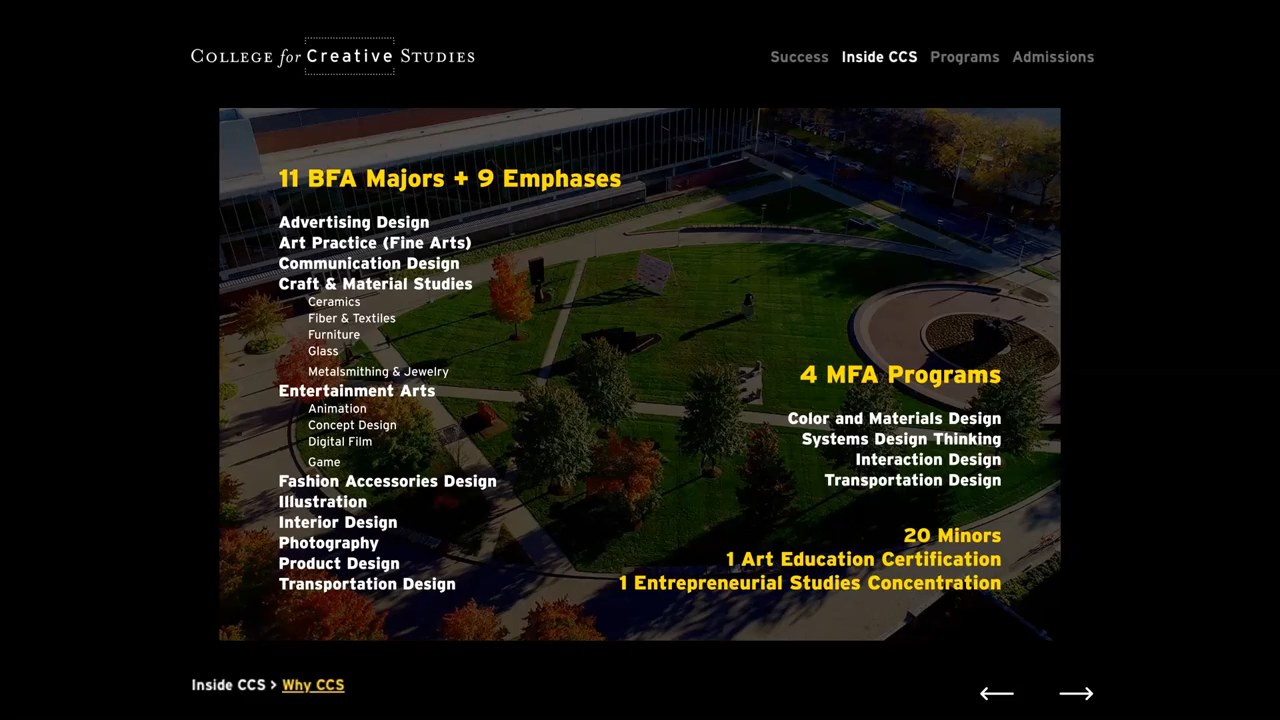 College for Creative Studies
Success Inside CCS Programs Admissions
11 BFA Majors + 9 Emphases
Advertising Design
Art Practice (Fine Arts)
Communication Design
Craft & Material Studies
Ceramics
Fiber & Textiles
Furniture
Glass
Metalsmithing & Jewelry
Entertainment Arts
Animation
Concept Design
Digital Film
Game
Fashion Accessories Design
Illustration
Interior Design
Photography
Product Design
Transportation Design
4 MFA Programs
Color and Materials Design
Systems Design Thinking
Interaction Design
Transportation Design
20 Minors
1 Art Education Certification
1 Entrepreneurial Studies Concentration
Inside CCS > Why CCS